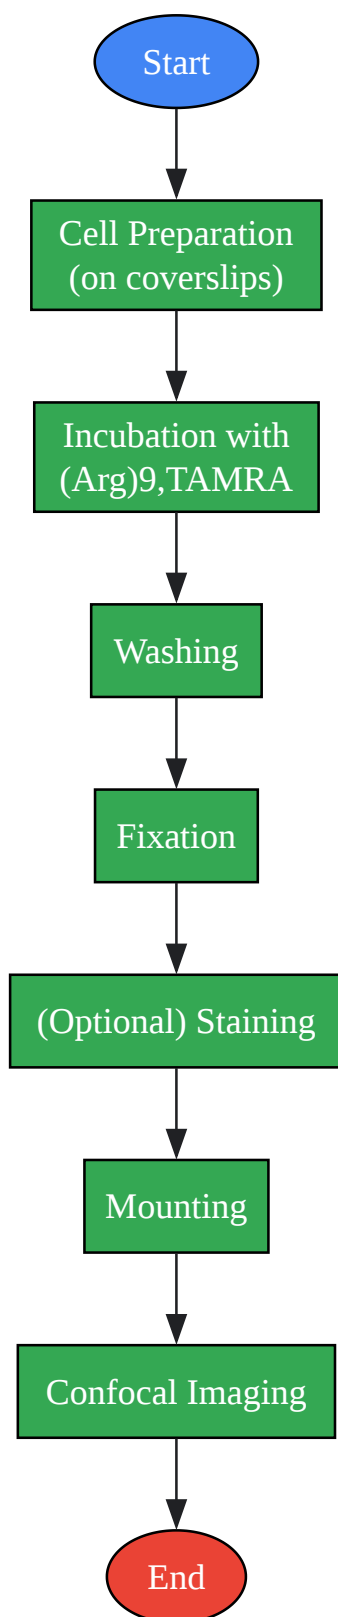 Start
Cell Preparation
(on coverslips)
Incubation with
(Arg)9,TAMRA
Washing
Fixation
(Optional) Staining
Mounting
Confocal Imaging
End